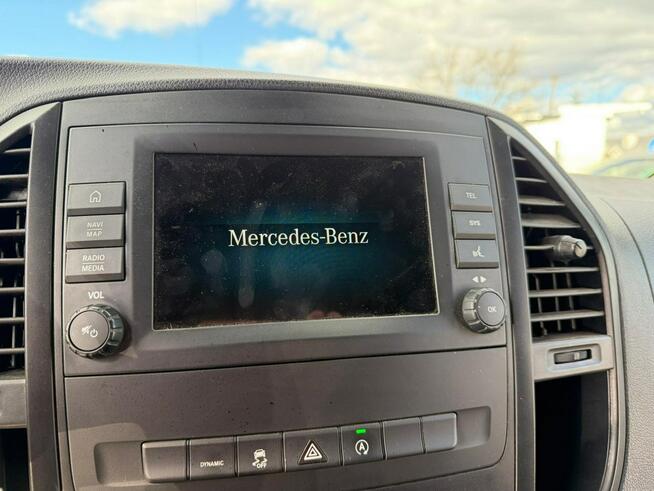 Mercedes-Benz
NAVI
MAP
RADIO
MEDIA
VOL
TEL
SYS
OK
DYNAMIC
OFF
A